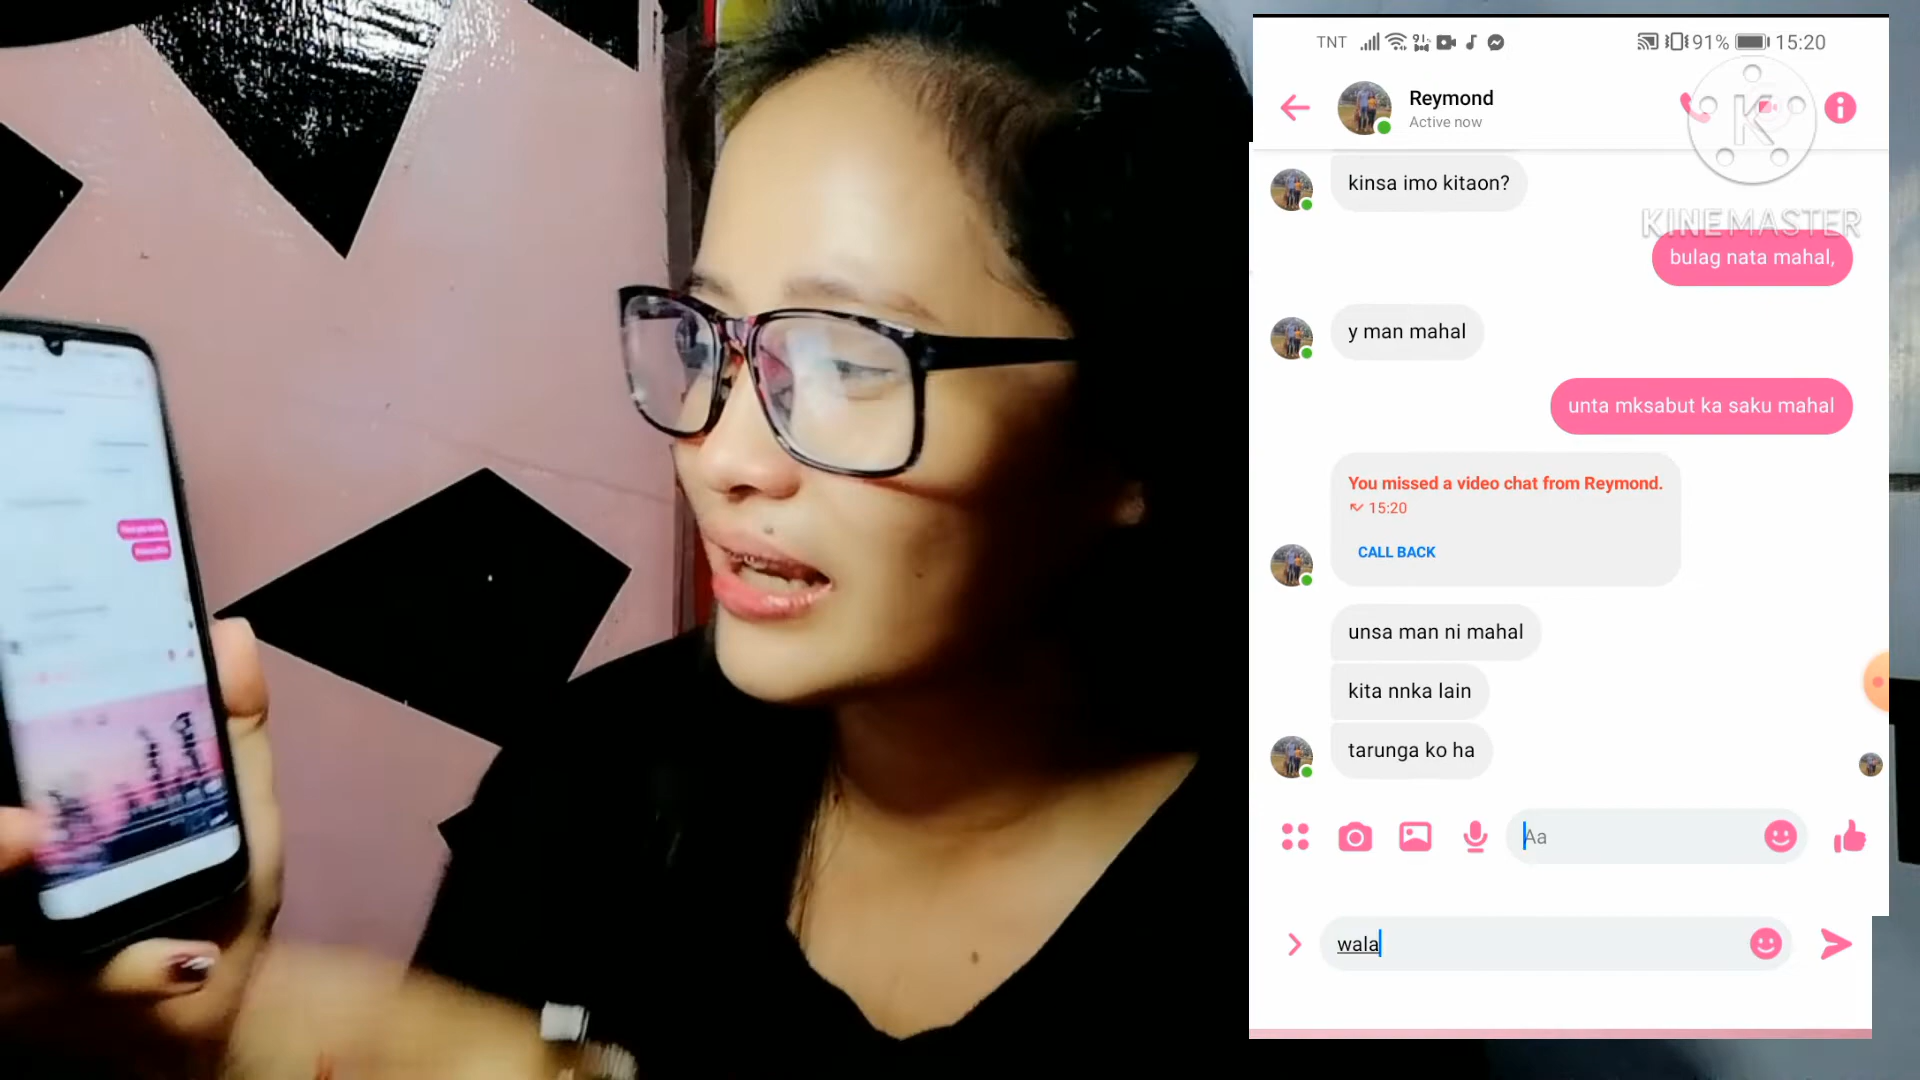 TNT
91%
15:20
Reymond
Active now
K
KINEMASTER
kinsa imo kitaon?
bulag nata mahal,
y man mahal
unta mksabut ka saku mahal
You missed a video chat from Reymond.
15:20
CALL BACK
unsa man ni mahal
kita nnka lain
tarunga ko ha
Aa
wala